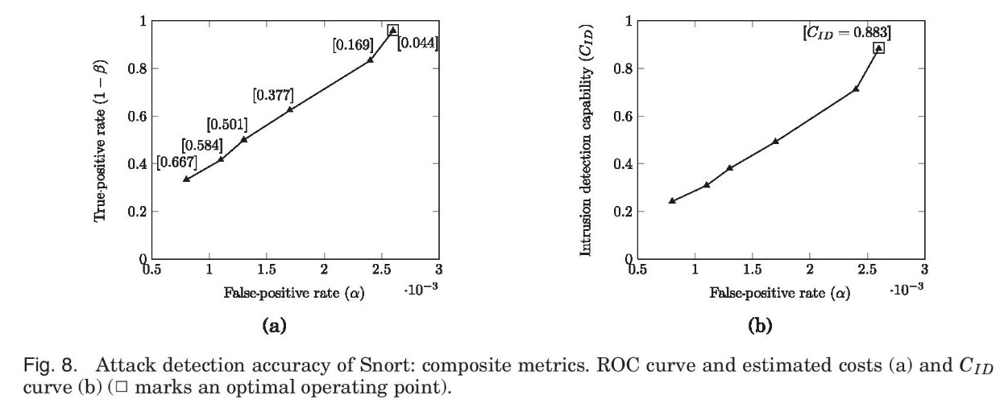 1
0.8
0.6
0.4
0.2
0
True-positive rate (1 − β)
[0.667]
[0.584]
[0.501]
[0.377]
[0.169]
[0.044]
0.5 1 1.5 2 2.5 3
False-positive rate (α) ·10⁻³
(a)
1
0.8
0.6
0.4
0.2
0
Intrusion detection capability (C_ID)
[C_ID = 0.883]
0.5 1 1.5 2 2.5 3
False-positive rate (α) ·10⁻³
(b)
Fig. 8. Attack detection accuracy of Snort: composite metrics. ROC curve and estimated costs (a) and C_ID
curve (b) (□ marks an optimal operating point).